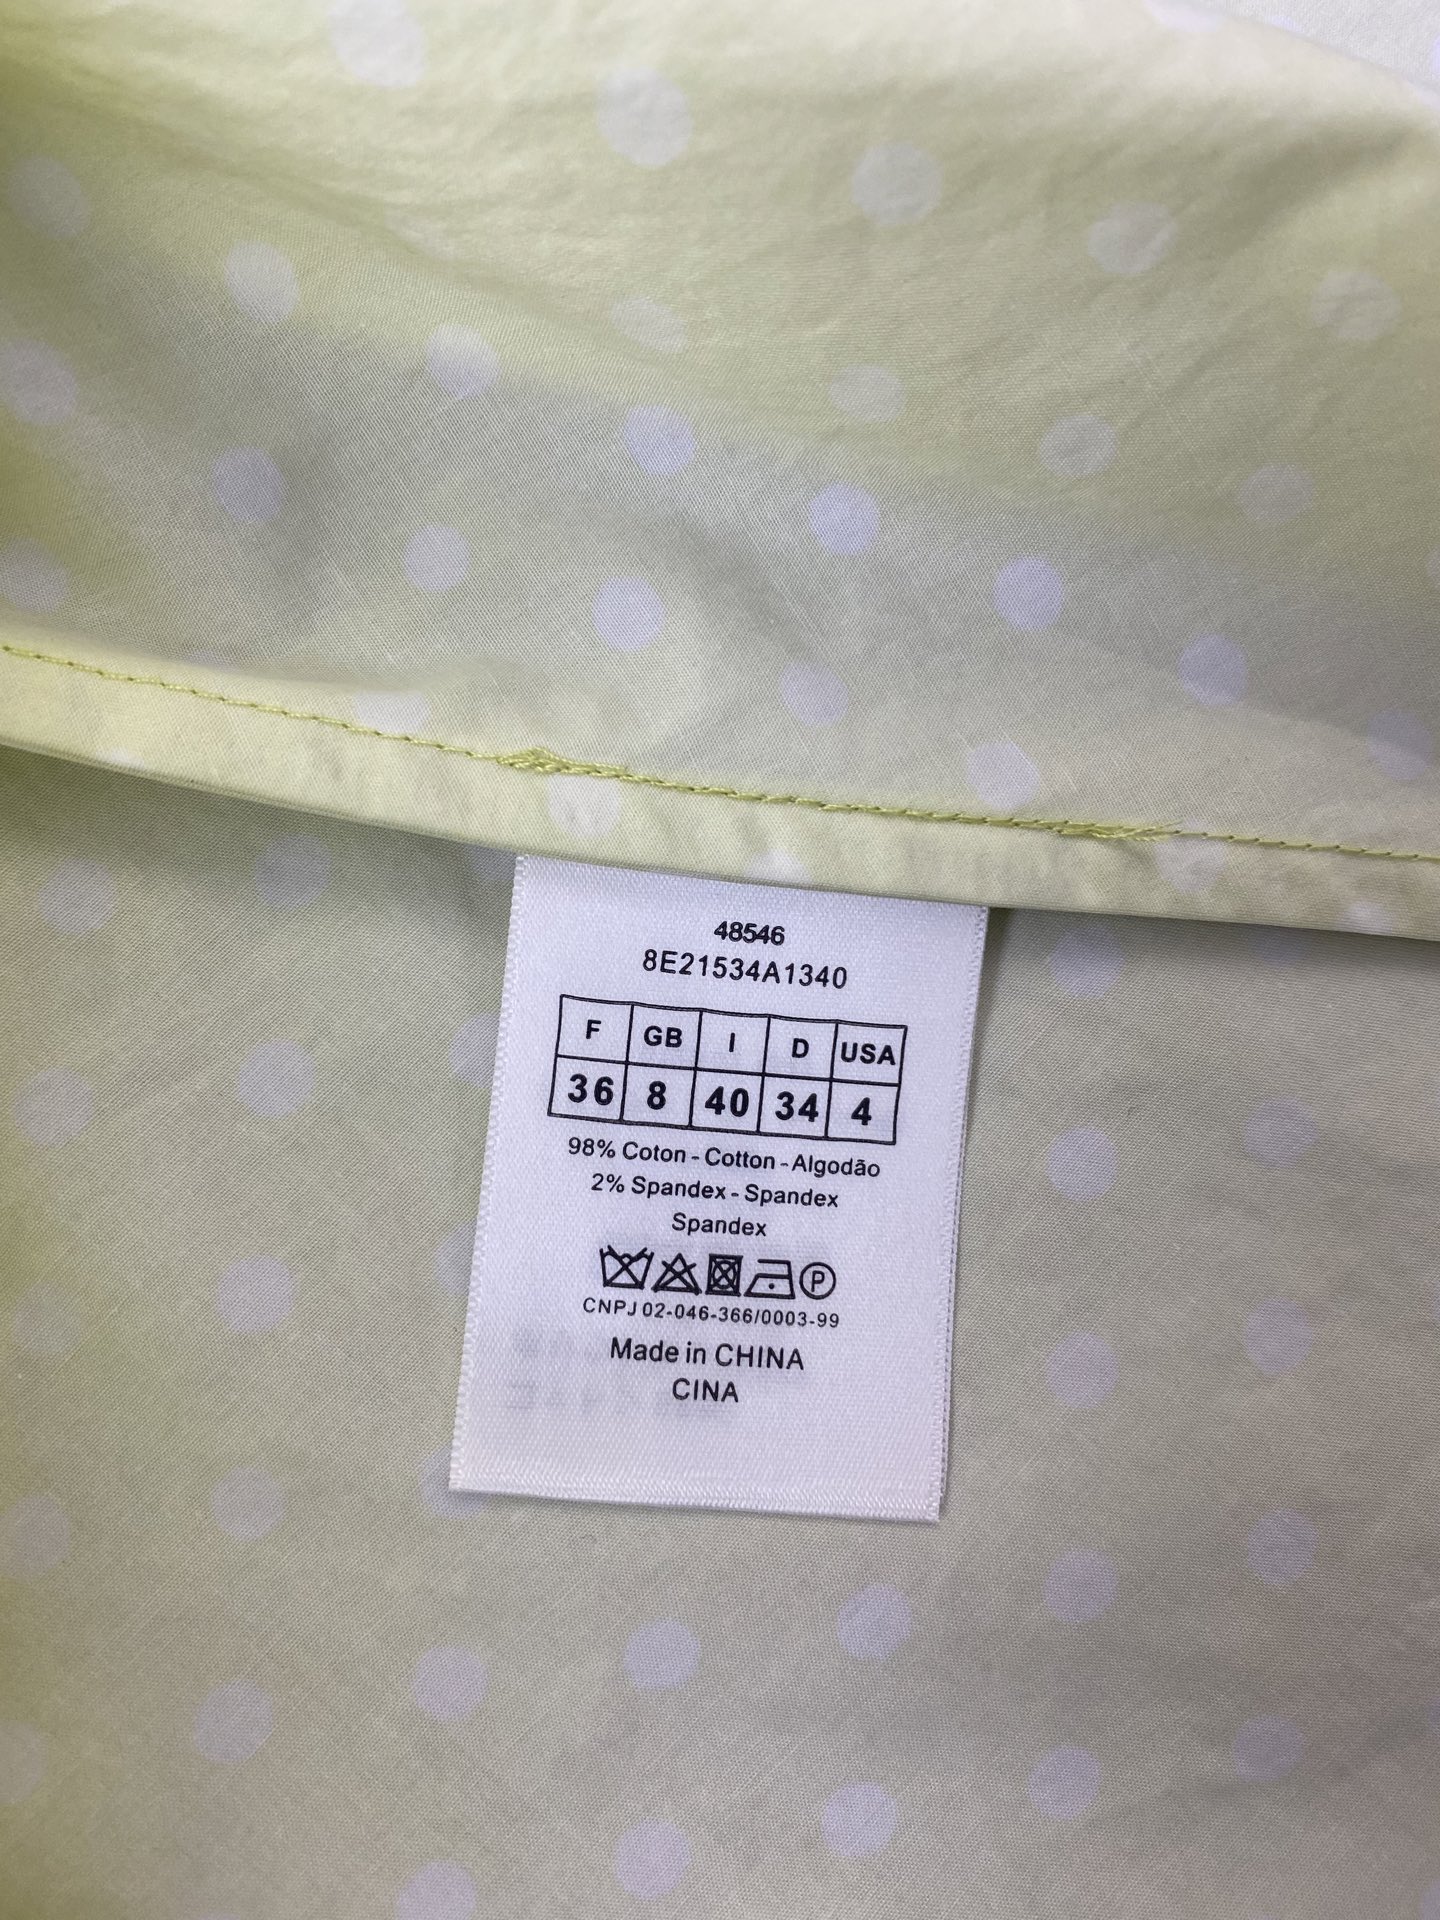 48546
8E21534A1340
F GB I D USA
36 8 40 34 4
98% Coton - Cotton - Algodão
2% Spandex - Spandex
Spandex
P
CNPJ 02-046-366/0003-99
Made in CHINA
CINA